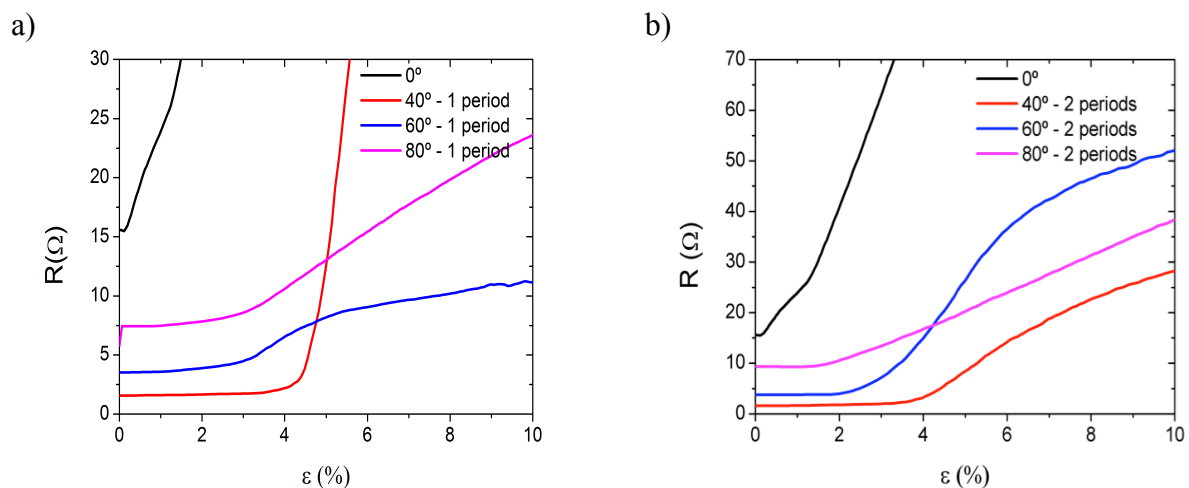 a)
30
25
20
15
10
5
0
R(Ω)
0º
40º - 1 period
60º - 1 period
80º - 1 period
0 2 4 6 8 10
ε (%)
b)
70
60
50
40
30
20
10
0
R (Ω)
0º
40º - 2 periods
60º - 2 periods
80º - 2 periods
0 2 4 6 8 10
ε (%)